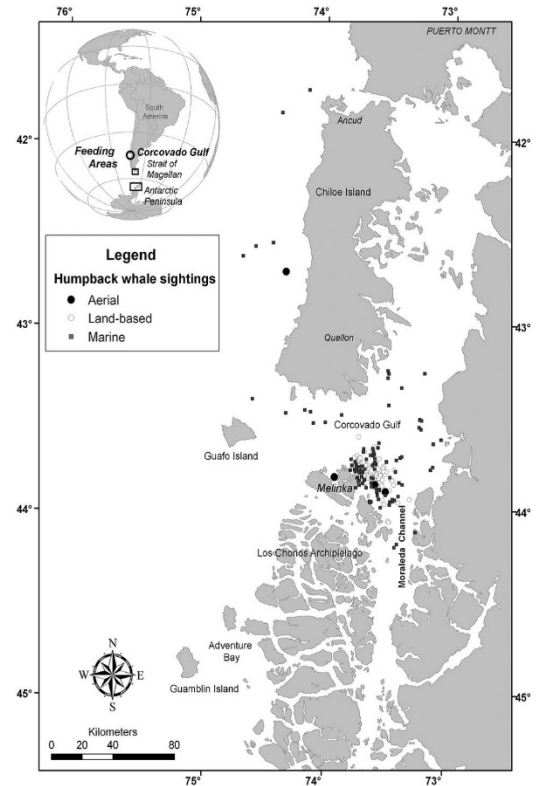 76° 75° 74° 73°
PUERTO MONTT
South
America
Feeding
Areas
Corcovado Gulf
Strait of
Magellan
Antarctic
Peninsula
42° 42°
Ancud
Chiloe Island
Legend
Humpback whale sightings
Aerial
Land-based
Marine
43° 43°
Quellon
Corcovado Gulf
Guafo Island
Melinka
44° 44°
Los Chonos Archipielago
Moraleda Channel
Adventure
Bay
Guamblin Island
N
W E
S
45° 45°
Kilometers
0 20 40 80
75° 74° 73°